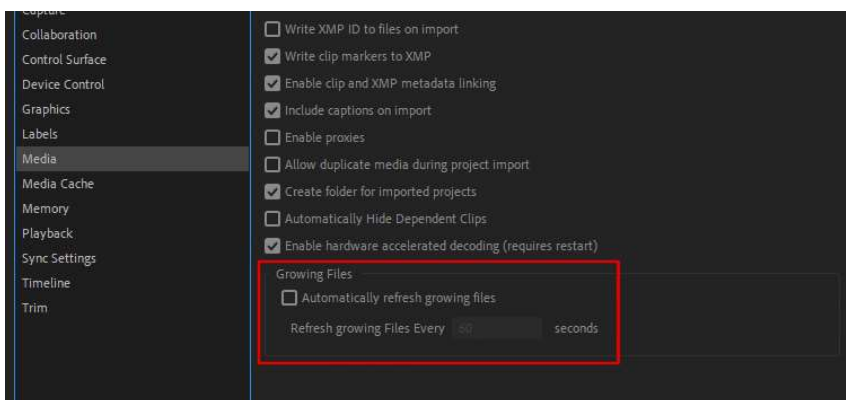 Capture
Collaboration
Control Surface
Device Control
Graphics
Labels
Media
Media Cache
Memory
Playback
Sync Settings
Timeline
Trim
Write XMP ID to files on import
Write clip markers to XMP
Enable clip and XMP metadata linking
Include captions on import
Enable proxies
Allow duplicate media during project import
Create folder for imported projects
Automatically Hide Dependent Clips
Enable hardware accelerated decoding (requires restart)
Growing Files
Automatically refresh growing files
Refresh growing Files Every 60 seconds